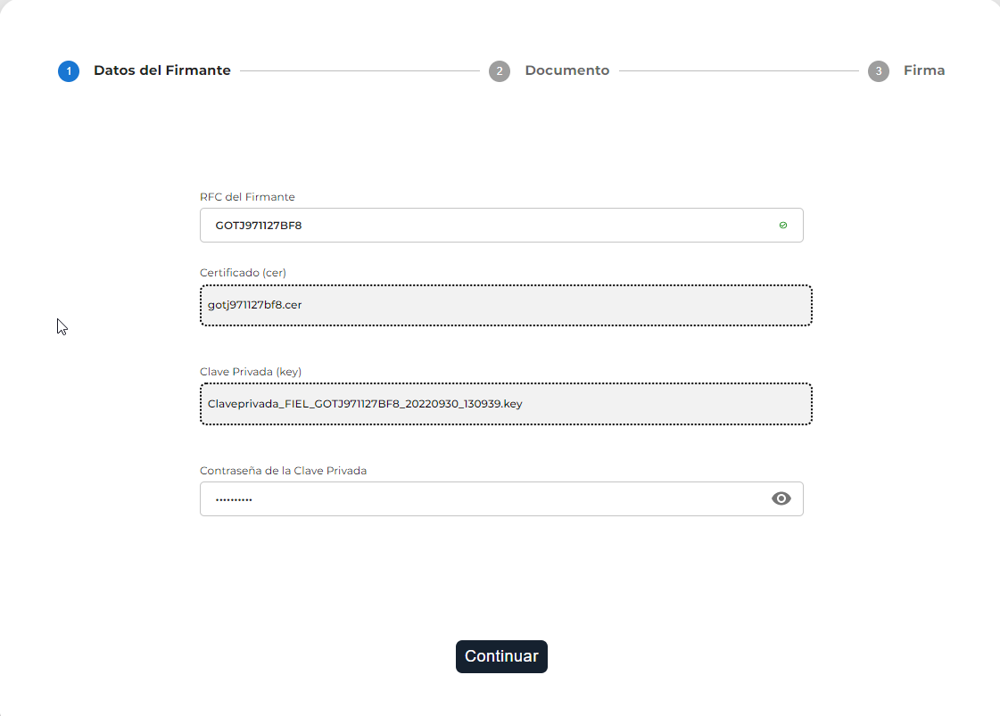 1 Datos del Firmante 2 Documento 3 Firma
RFC del Firmante
GOTJ971127BF8
Certificado (cer)
gotj971127bf8.cer
Clave Privada (key)
Claveprivada_FIEL_GOTJ971127BF8_20220930_130939.key
Contraseña de la Clave Privada
••••••••••
Continuar